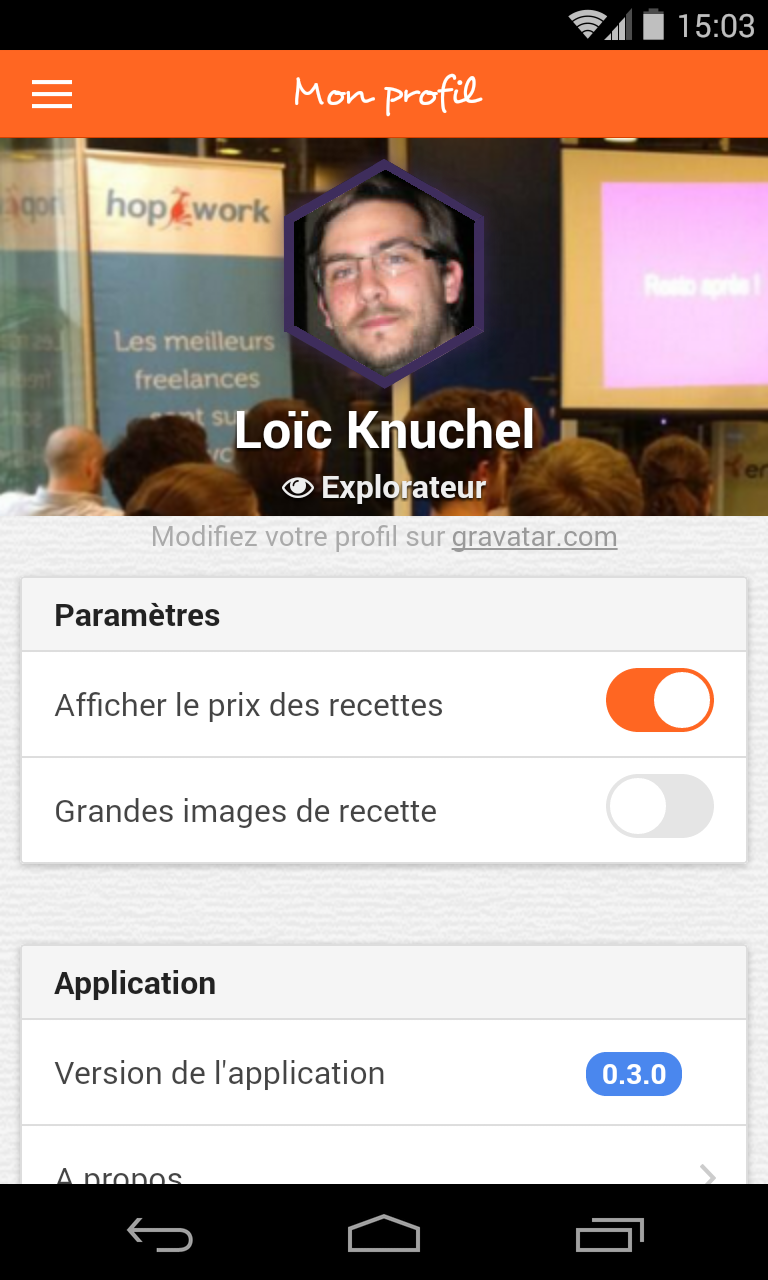 15:03
Mon profil
hop work
Les meilleurs
freelances
sont su
Resto après !
Loïc Knuchel
Explorateur
Modifiez votre profil sur gravatar.com
Paramètres
Afficher le prix des recettes
Grandes images de recette
Application
Version de l'application 0.3.0
A propos